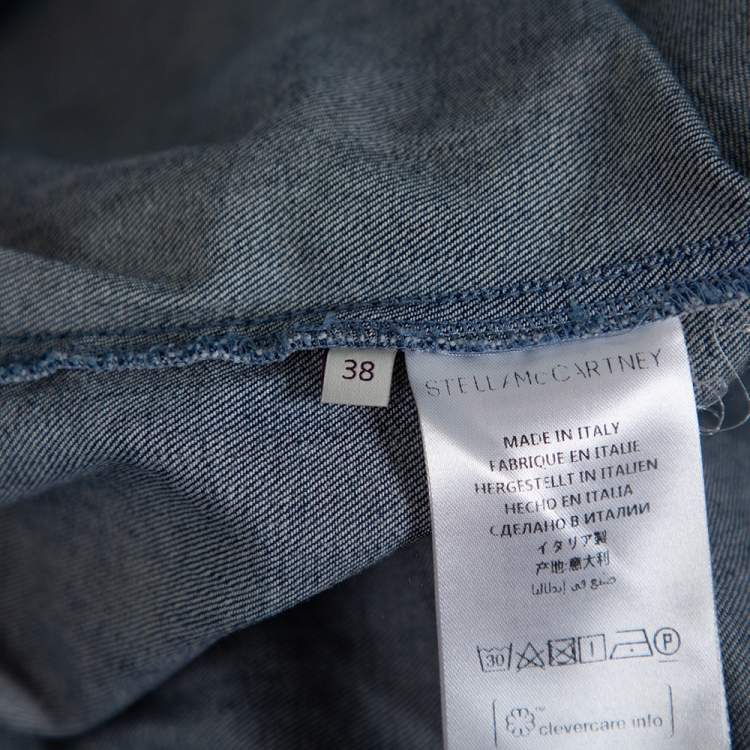 38
STELLA McCARTNEY
MADE IN ITALY
FABRIQUE EN ITALIE
HERGESTELLT IN ITALIEN
HECHO EN ITALIA
СДЕЛАНО В ИТАЛИИ
イタリア製
产地:意大利
صنع في إيطاليا
30
P
clevercare.info